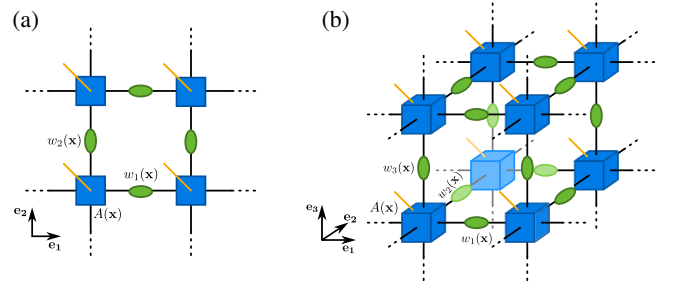 (a)
w₂(x)
w₁(x)
A(x)
e₂
e₁
(b)
w₃(x)
w₂(x)
A(x)
w₁(x)
e₃
e₂
e₁